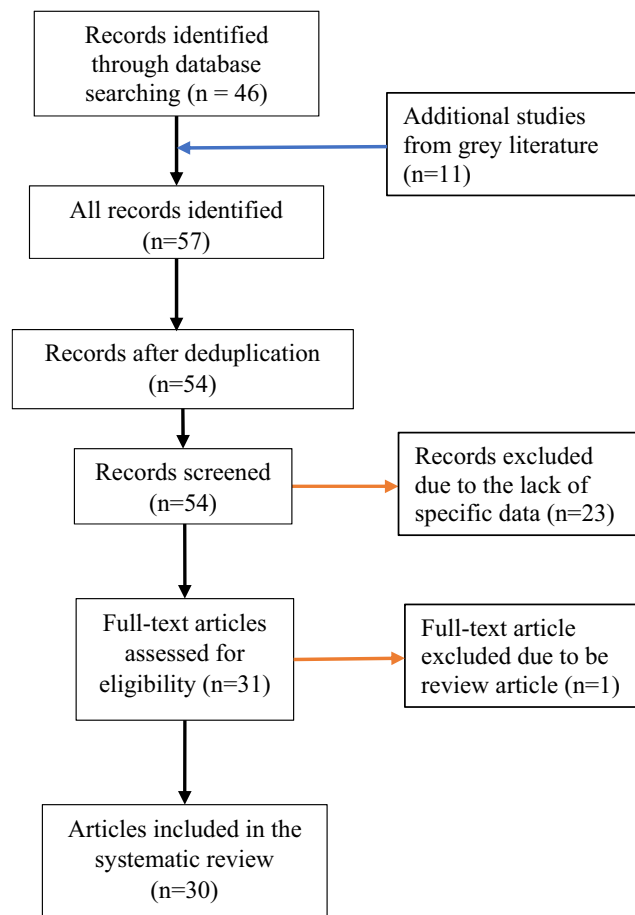 Records identified
through database
searching (n = 46)
Additional studies
from grey literature
(n=11)
All records identified
(n=57)
Records after deduplication
(n=54)
Records screened
(n=54)
Records excluded
due to the lack of
specific data (n=23)
Full-text articles
assessed for
eligibility (n=31)
Full-text article
excluded due to be
review article (n=1)
Articles included in the
systematic review
(n=30)